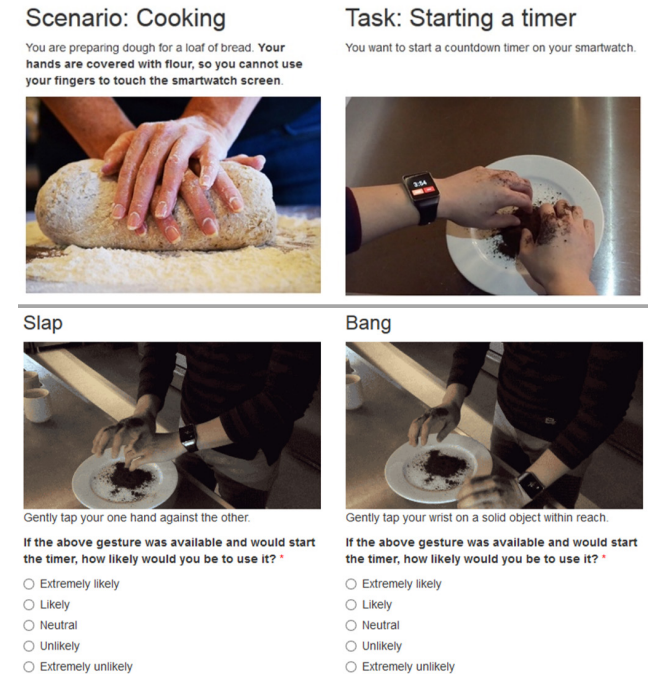 Scenario: Cooking
You are preparing dough for a loaf of bread. Your
hands are covered with flour, so you cannot use
your fingers to touch the smartwatch screen.
Task: Starting a timer
You want to start a countdown timer on your smartwatch.
3:54
Slap
Gently tap your one hand against the other.
If the above gesture was available and would start
the timer, how likely would you be to use it? *
Extremely likely
Likely
Neutral
Unlikely
Extremely unlikely
Bang
Gently tap your wrist on a solid object within reach.
If the above gesture was available and would start
the timer, how likely would you be to use it? *
Extremely likely
Likely
Neutral
Unlikely
Extremely unlikely